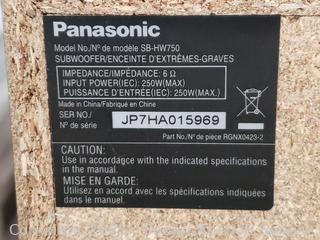 Panasonic
Model No./Nº de modèle SB-HW750
SUBWOOFER/ENCEINTE D'EXTRÊMES-GRAVES
IMPEDANCE/IMPÉDANCE: 6 Ω
INPUT POWER(IEC): 250W(MAX.)
PUISSANCE D'ENTRÉE(IEC): 250W(MAX.)
Made in China/Fabriqué en Chine
SER NO./
Nº de série
JP7HA015969
Part No./Nº de pièce RGNX0423-2
CAUTION:
Use in accordance with the indicated specifications
in the manual.
MISE EN GARDE:
Utilisez en respectant les spécifications indiquées
dans le manuel.